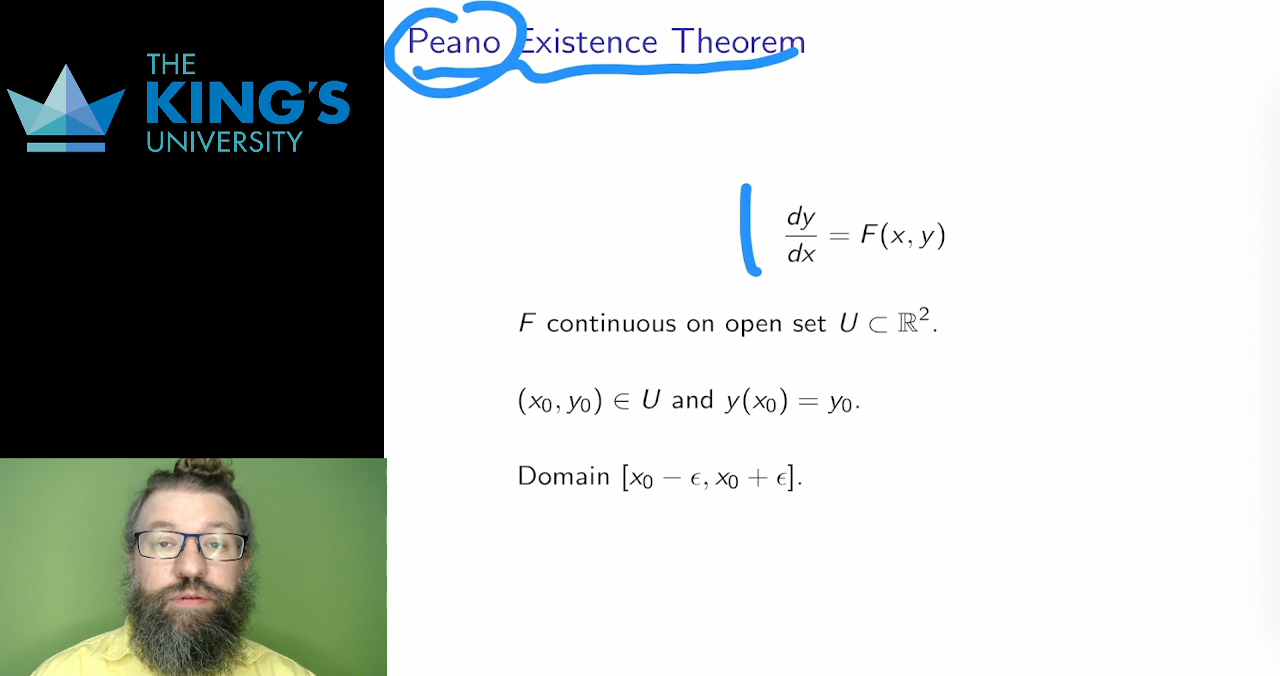 THE
KING'S
UNIVERSITY
Peano Existence Theorem
dy/dx = F(x, y)
F continuous on open set U ⊂ ℝ².
(x₀, y₀) ∈ U and y(x₀) = y₀.
Domain [x₀ − ϵ, x₀ + ϵ].